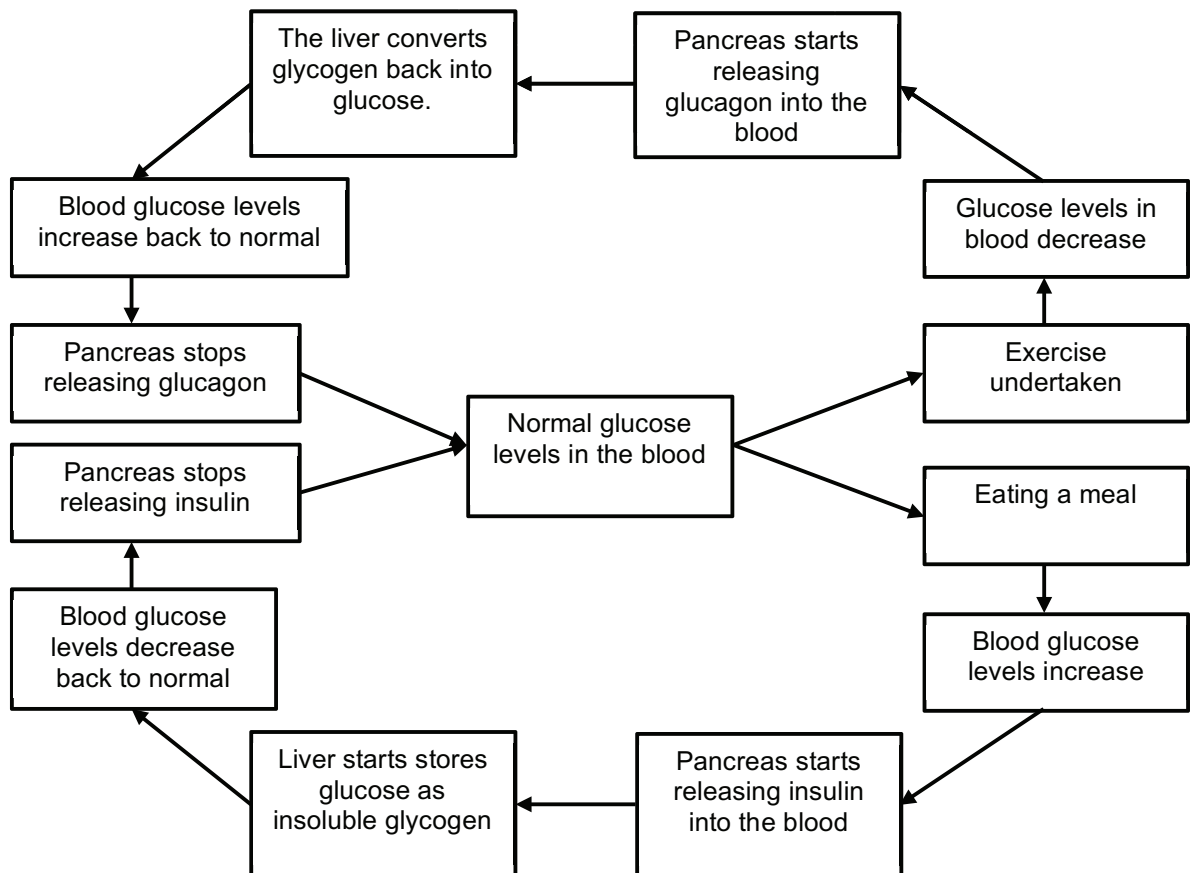 The liver converts
glycogen back into
glucose.
Pancreas starts
releasing
glucagon into the
blood
Blood glucose levels
increase back to normal
Glucose levels in
blood decrease
Pancreas stops
releasing glucagon
Exercise
undertaken
Normal glucose
levels in the blood
Pancreas stops
releasing insulin
Eating a meal
Blood glucose
levels decrease
back to normal
Blood glucose
levels increase
Liver starts stores
glucose as
insoluble glycogen
Pancreas starts
releasing insulin
into the blood